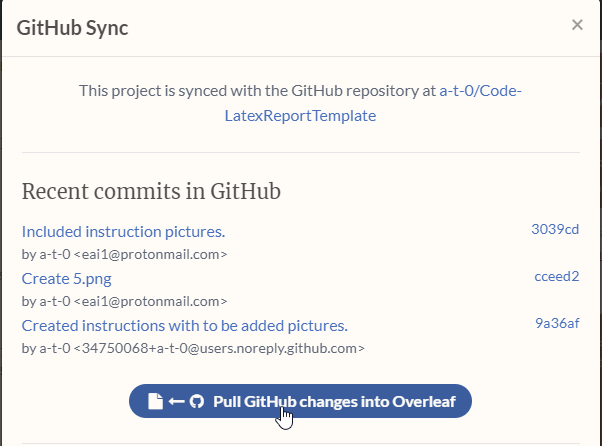 GitHub Sync
×
This project is synced with the GitHub repository at a-t-0/Code-
LatexReportTemplate
Recent commits in GitHub
Included instruction pictures. 3039cd
by a-t-0 <eai1@protonmail.com>
Create 5.png cceed2
by a-t-0 <eai1@protonmail.com>
Created instructions with to be added pictures. 9a36af
by a-t-0 <34750068+a-t-0@users.noreply.github.com>
Pull GitHub changes into Overleaf